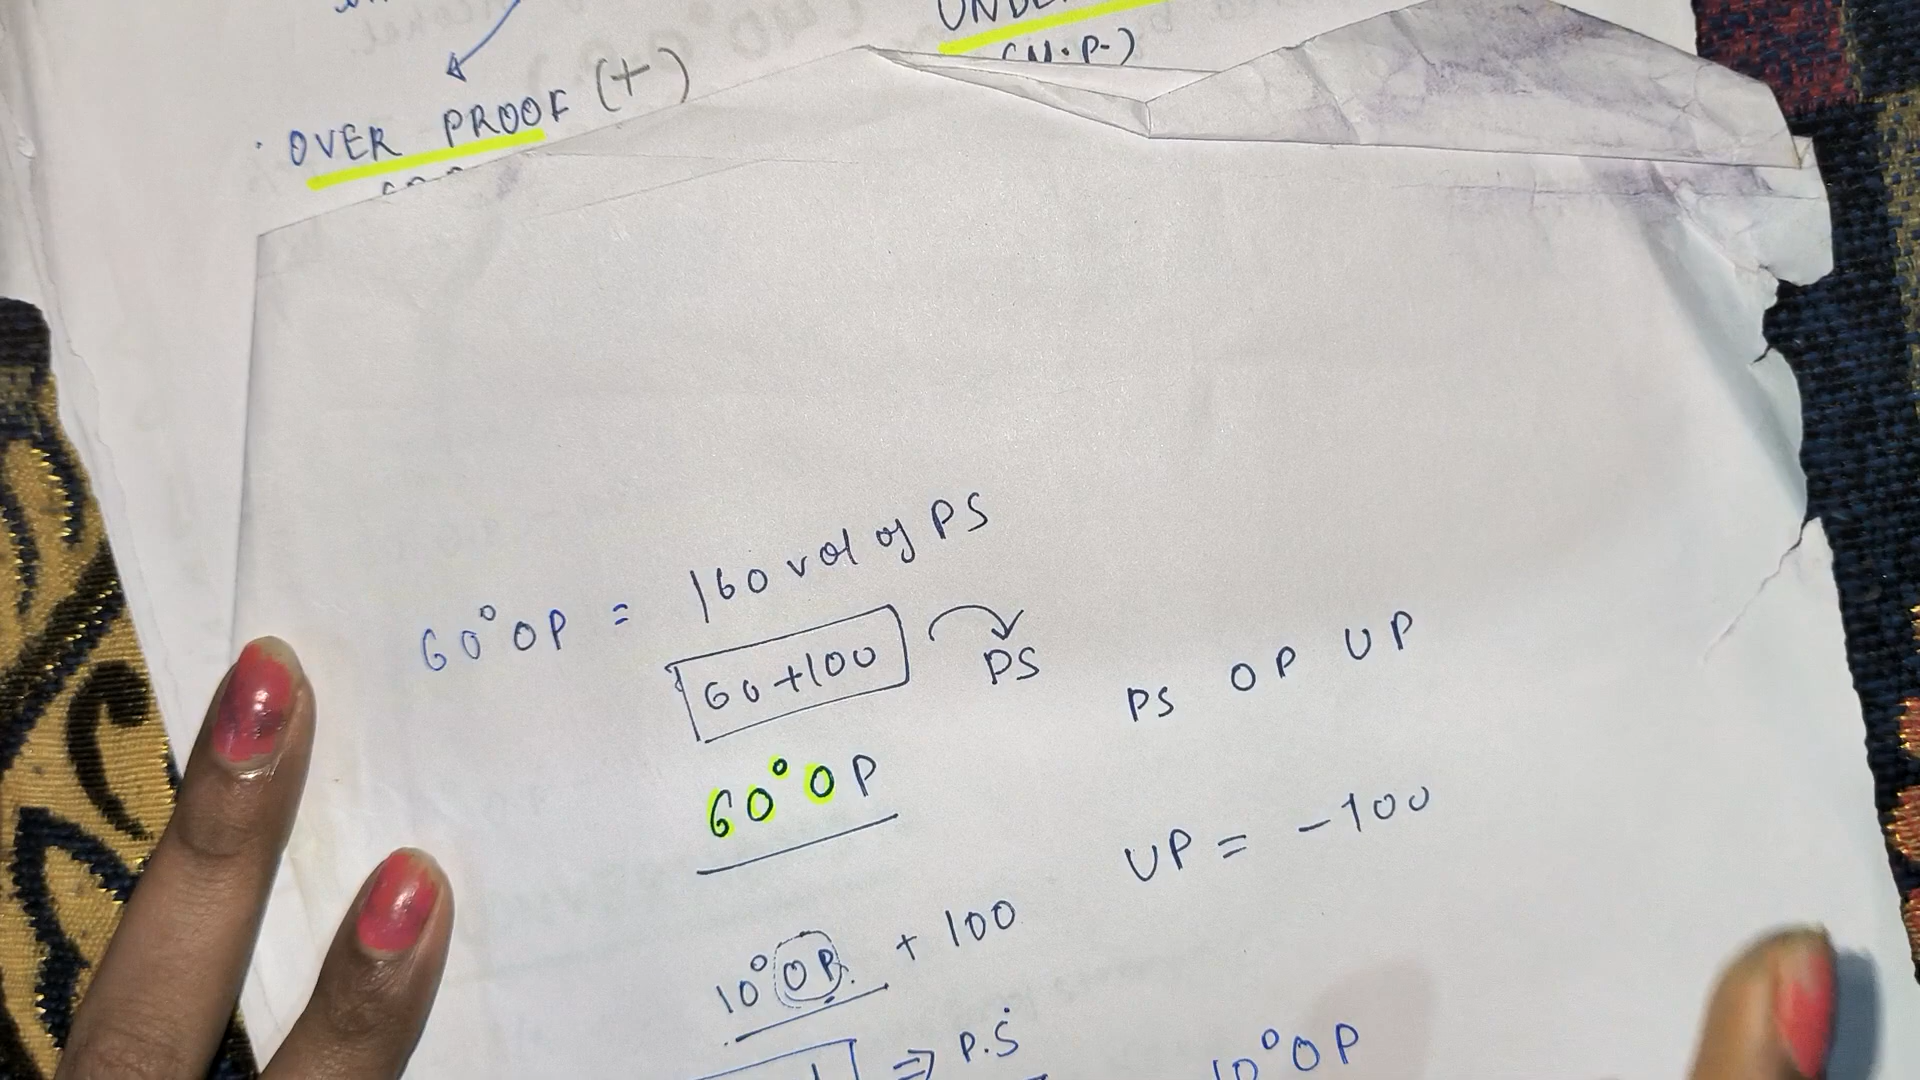 OVER PROOF (+)
(U.P.)
60° OP = 160 vol of PS
60+100 PS
PS OP UP
60° OP
UP = -100
10° OP + 100
=> P.S
10° OP